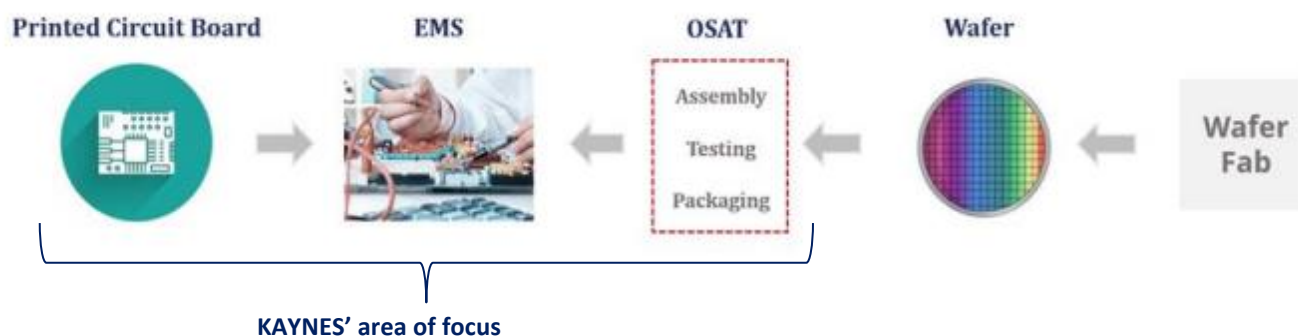 Printed Circuit Board
EMS
OSAT
Wafer
Assembly
Testing
Packaging
Wafer
Fab
KAYNES’ area of focus